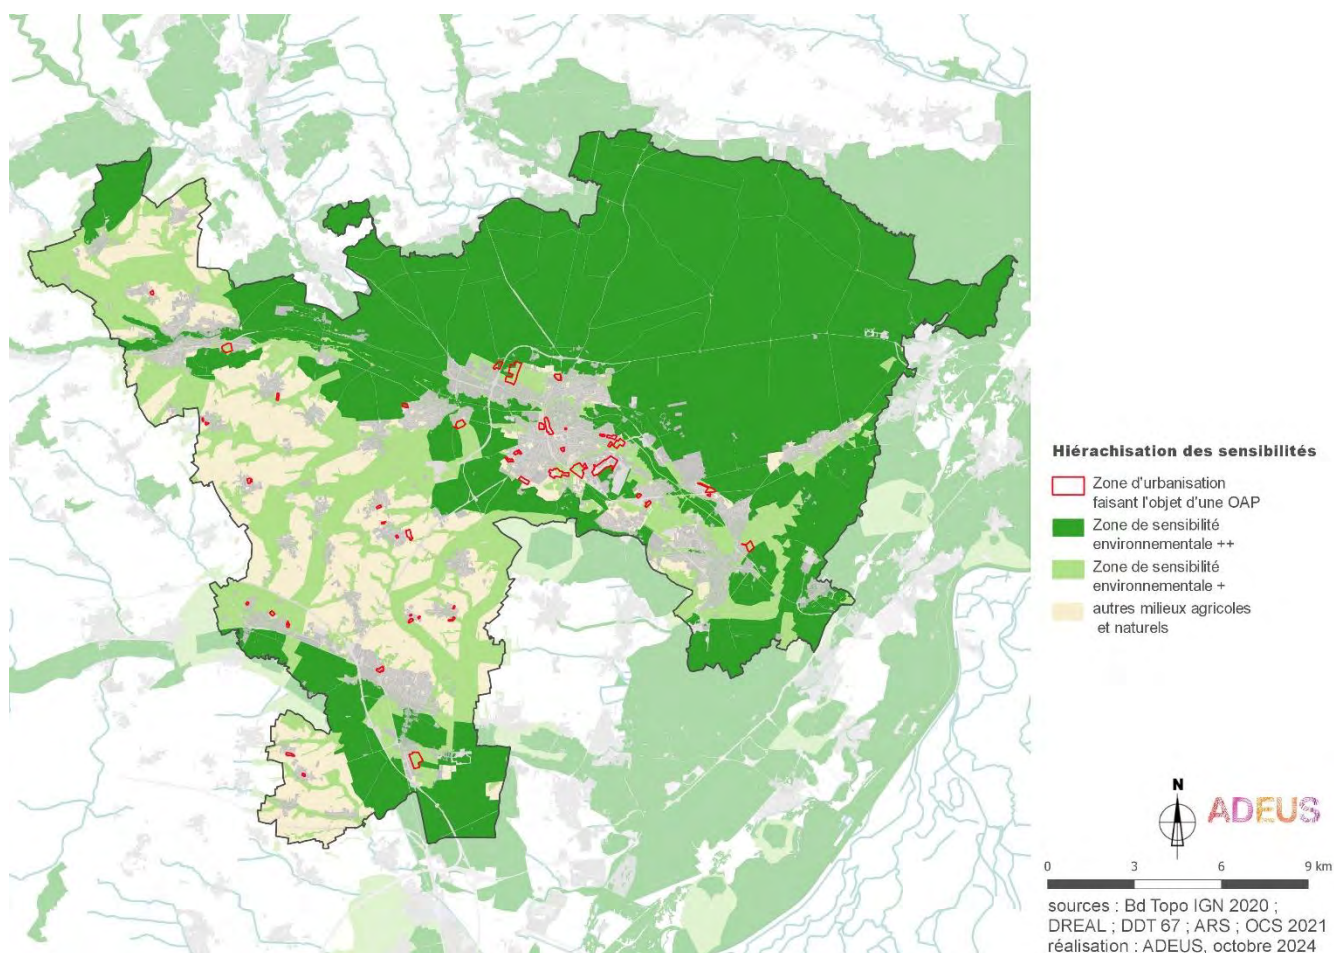 Hiérachisation des sensibilités
Zone d'urbanisation
faisant l'objet d'une OAP
Zone de sensibilité
environnementale ++
Zone de sensibilité
environnementale +
autres milieux agricoles
et naturels
N
ADEUS
0 3 6 9 km
sources : Bd Topo IGN 2020 ;
DREAL ; DDT 67 ; ARS ; OCS 2021
réalisation : ADEUS, octobre 2024